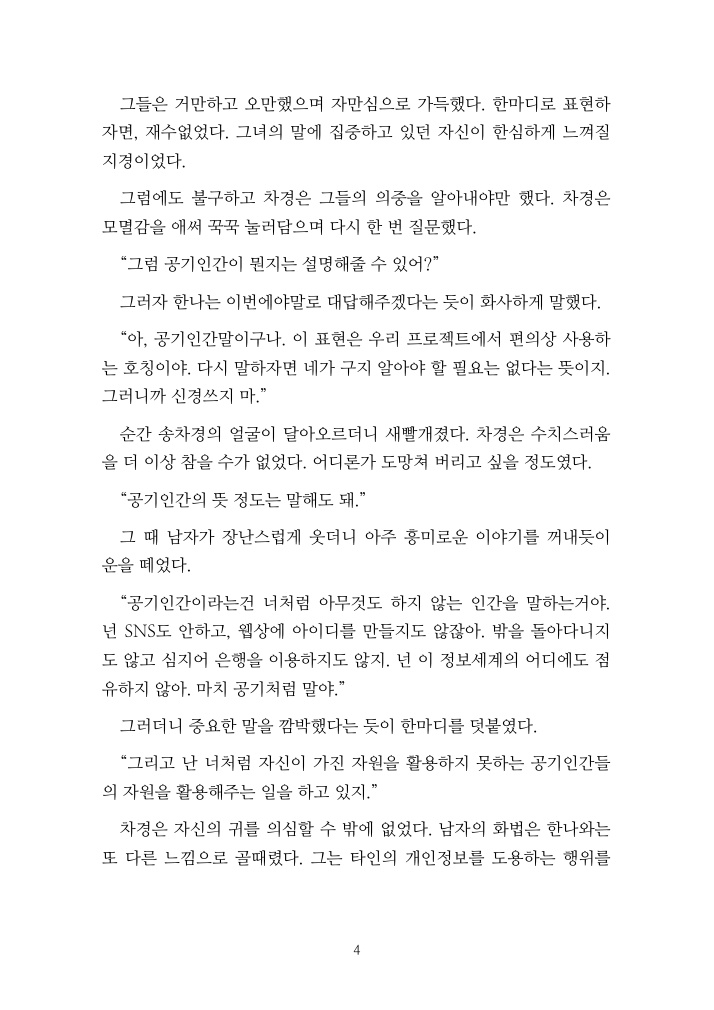 그들은 거만하고 오만했으며 자만심으로 가득했다. 한마디로 표현하
자면, 재수없었다. 그녀의 말에 집중하고 있던 자신이 한심하게 느껴질
지경이었다.
그럼에도 불구하고 차경은 그들의 의중을 알아내야만 했다. 차경은
모멸감을 애써 꾹꾹 눌러담으며 다시 한 번 질문했다.
“그럼 공기인간이 뭔지는 설명해줄 수 있어?”
그러자 한나는 이번에야말로 대답해주겠다는 듯이 화사하게 말했다.
“아, 공기인간말이구나. 이 표현은 우리 프로젝트에서 편의상 사용하
는 호칭이야. 다시 말하자면 네가 구지 알아야 할 필요는 없다는 뜻이지.
그러니까 신경쓰지 마.”
순간 송차경의 얼굴이 달아오르더니 새빨개졌다. 차경은 수치스러움
을 더 이상 참을 수가 없었다. 어디론가 도망쳐 버리고 싶을 정도였다.
“공기인간의 뜻 정도는 말해도 돼.”
그 때 남자가 장난스럽게 웃더니 아주 흥미로운 이야기를 꺼내듯이
운을 떼었다.
“공기인간이라는건 너처럼 아무것도 하지 않는 인간을 말하는거야.
넌 SNS도 안하고, 웹상에 아이디를 만들지도 않잖아. 밖을 돌아다니지
도 않고 심지어 은행을 이용하지도 않지. 넌 이 정보세계의 어디에도 점
유하지 않아. 마치 공기처럼 말야.”
그러더니 중요한 말을 깜박했다는 듯이 한마디를 덧붙였다.
“그리고 난 너처럼 자신이 가진 자원을 활용하지 못하는 공기인간들
의 자원을 활용해주는 일을 하고 있지.”
차경은 자신의 귀를 의심할 수 밖에 없었다. 남자의 화법은 한나와는
또 다른 느낌으로 골때렸다. 그는 타인의 개인정보를 도용하는 행위를
4